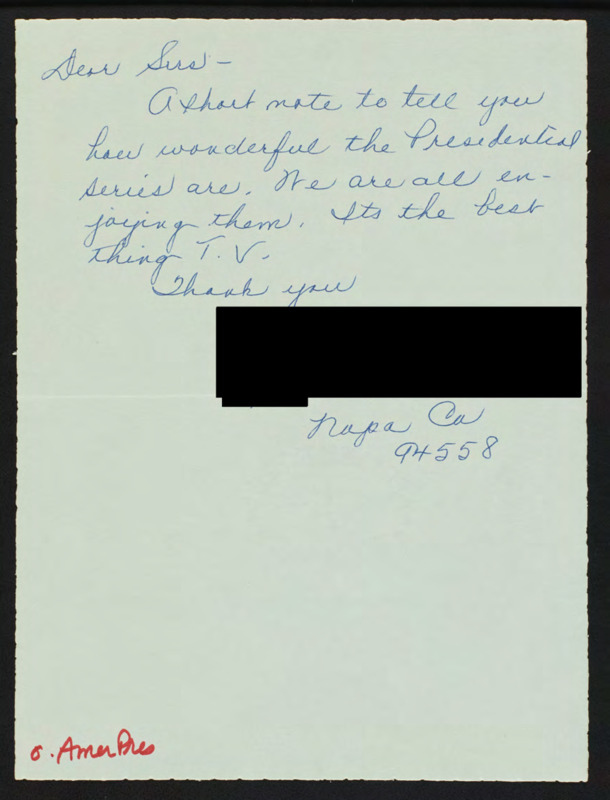 Dear Sirs -
A short note to tell you
how wonderful the Presidential
series are. We are all en-
joying them. Its the best
thing T.V.
Thank you
Napa Ca
94558
o. AmerPres